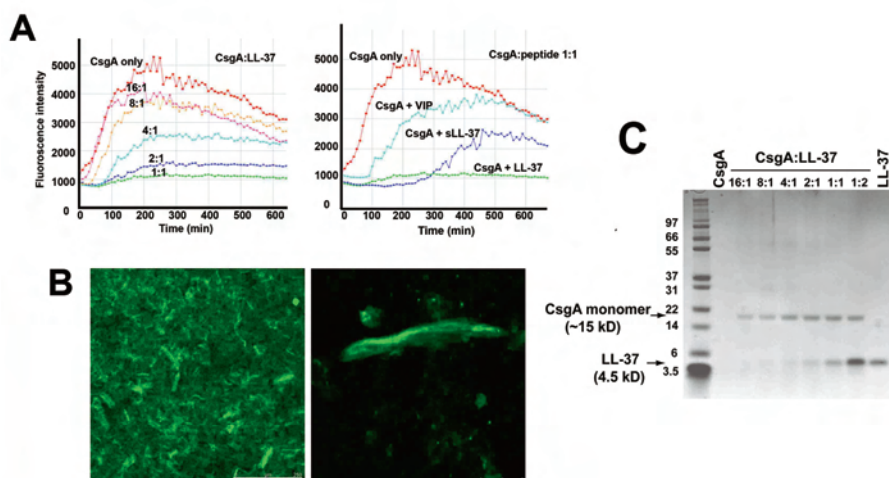 A
CsgA only
CsgA:LL-37
5000
4000
3000
2000
1000
0
16:1
8:1
4:1
2:1
1:1
Fluoroscence intensity
0 100 200 300 400 500 600
Time (min)
CsgA only
CsgA:peptide 1:1
5000
4000
3000
2000
1000
0
CsgA + VIP
CsgA + sLL-37
CsgA + LL-37
0 100 200 300 400 500 600
Time (min)
B
C
CsgA
CsgA:LL-37
16:1 8:1 4:1 2:1 1:1 1:2
LL-37
97
66
55
37
31
22
14
6
3.5
CsgA monomer
(~15 kD)
LL-37
(4.5 kD)